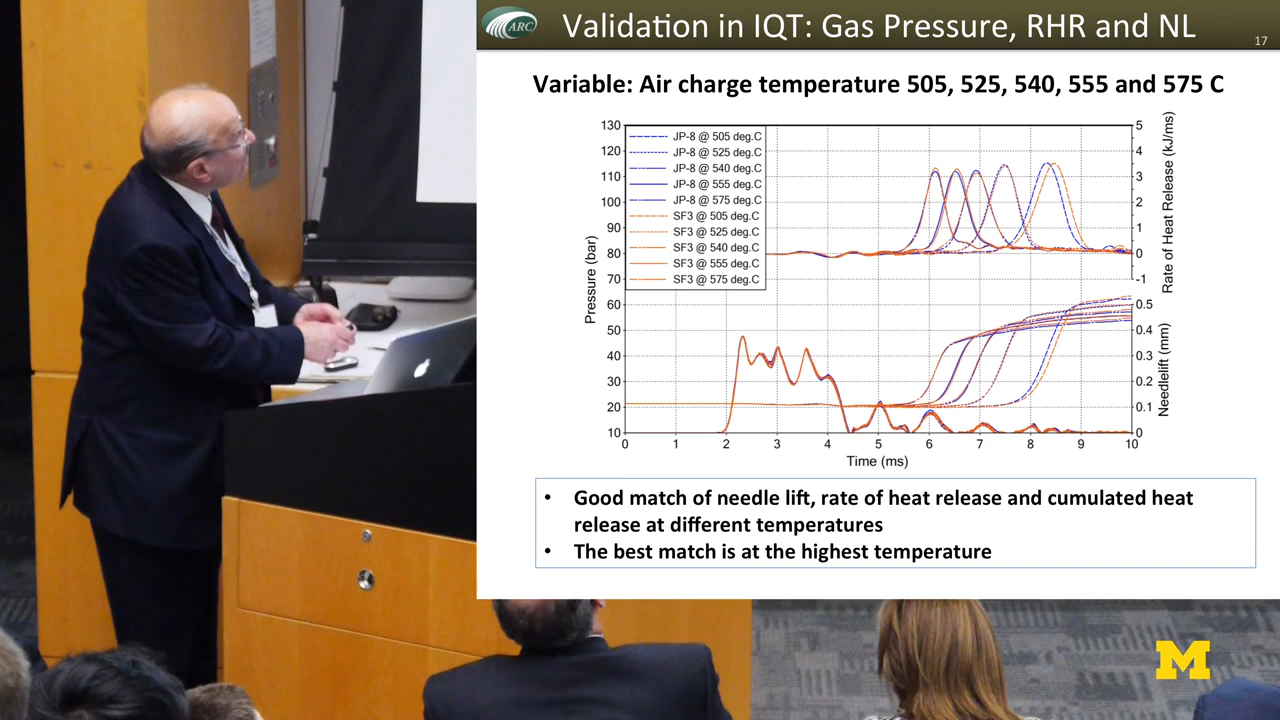 ARC
Validation in IQT: Gas Pressure, RHR and NL
17
Variable: Air charge temperature 505, 525, 540, 555 and 575 C
JP-8 @ 505 deg.C
JP-8 @ 525 deg.C
JP-8 @ 540 deg.C
JP-8 @ 555 deg.C
JP-8 @ 575 deg.C
SF3 @ 505 deg.C
SF3 @ 525 deg.C
SF3 @ 540 deg.C
SF3 @ 555 deg.C
SF3 @ 575 deg.C
130
120
110
100
90
80
70
60
50
40
30
20
10
Pressure (bar)
5
4
3
2
1
0
-1
Rate of Heat Release (kJ/ms)
0.5
0.4
0.3
0.2
0.1
0
Needlelift (mm)
0 1 2 3 4 5 6 7 8 9 10
Time (ms)
• Good match of needle lift, rate of heat release and cumulated heat
release at different temperatures
• The best match is at the highest temperature
M